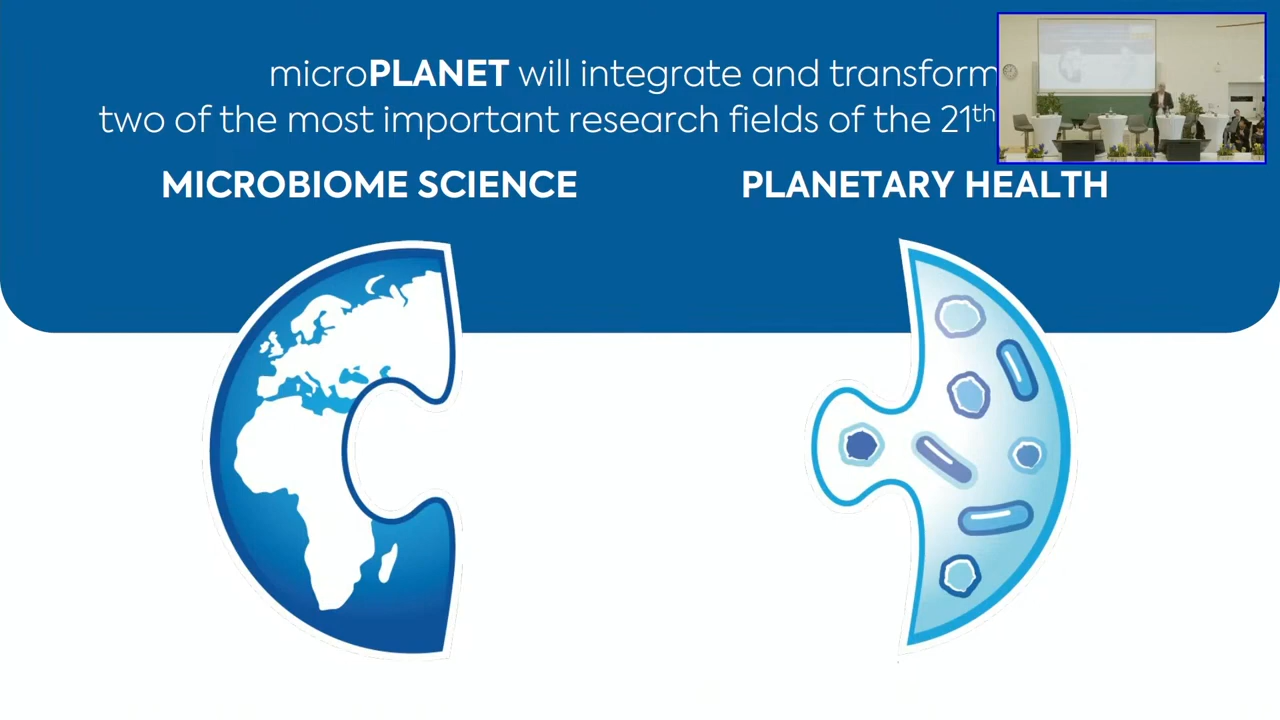 microPLANET will integrate and transform
two of the most important research fields of the 21th
MICROBIOME SCIENCE
PLANETARY HEALTH